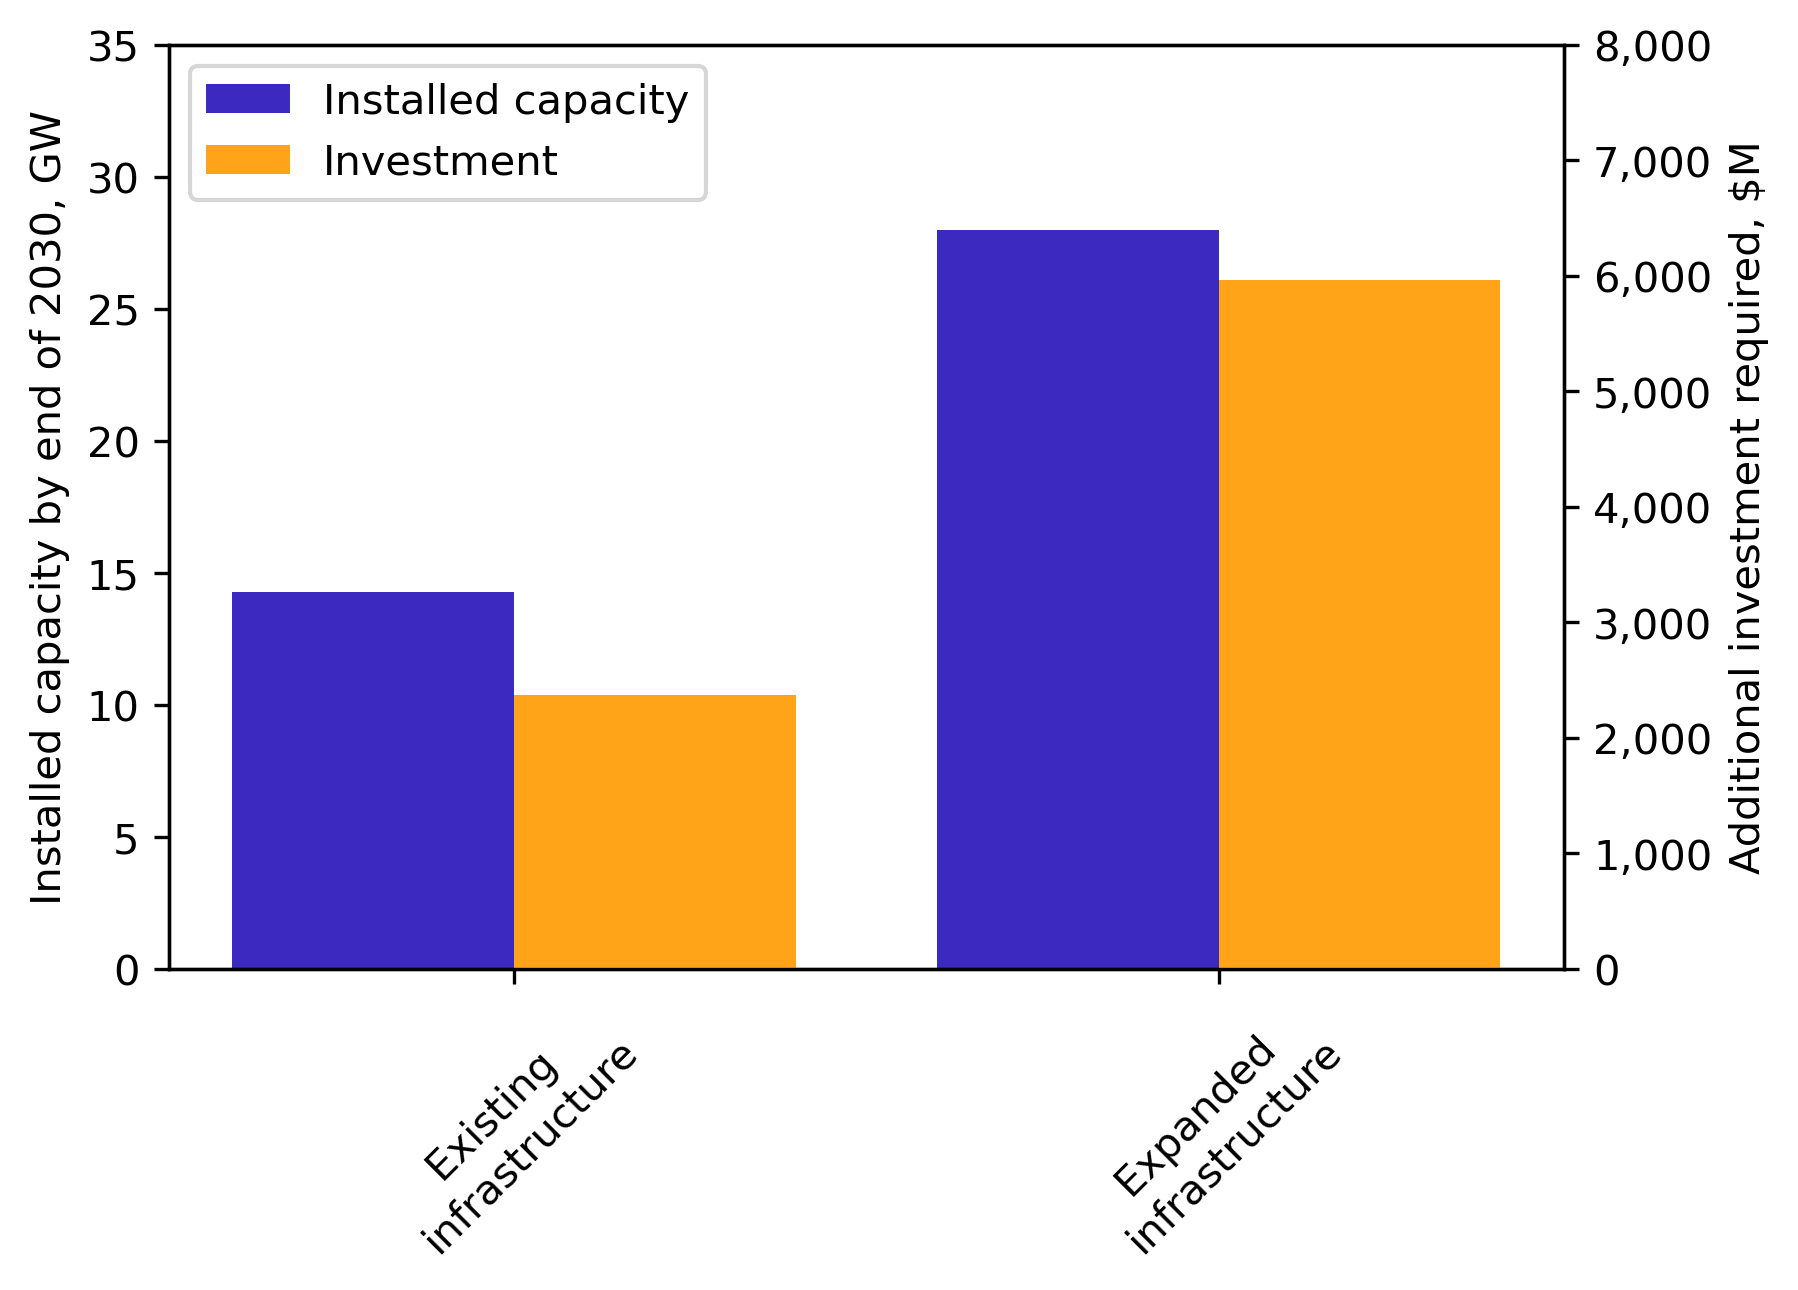 Installed capacity by end of 2030, GW
35
30
25
20
15
10
5
0
Installed capacity
Investment
8,000
7,000
6,000
5,000
4,000
3,000
2,000
1,000
0
Additional investment required, $M
Existing
infrastructure
Expanded
infrastructure